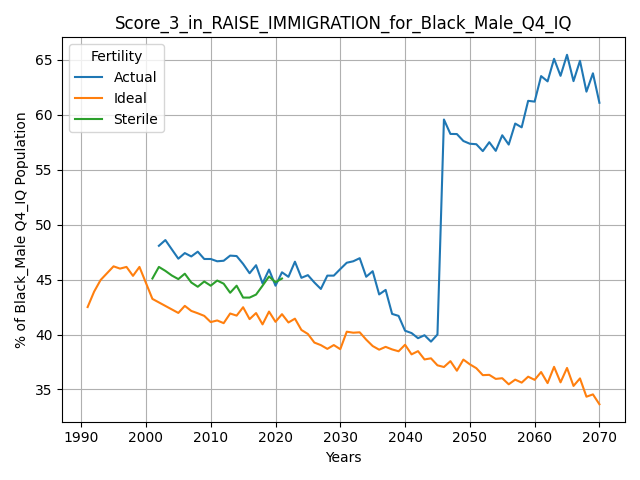 Score_3_in_RAISE_IMMIGRATION_for_Black_Male_Q4_IQ
Fertility
Actual
Ideal
Sterile
% of Black_Male Q4_IQ Population
65
60
55
50
45
40
35
1990 2000 2010 2020 2030 2040 2050 2060 2070
Years